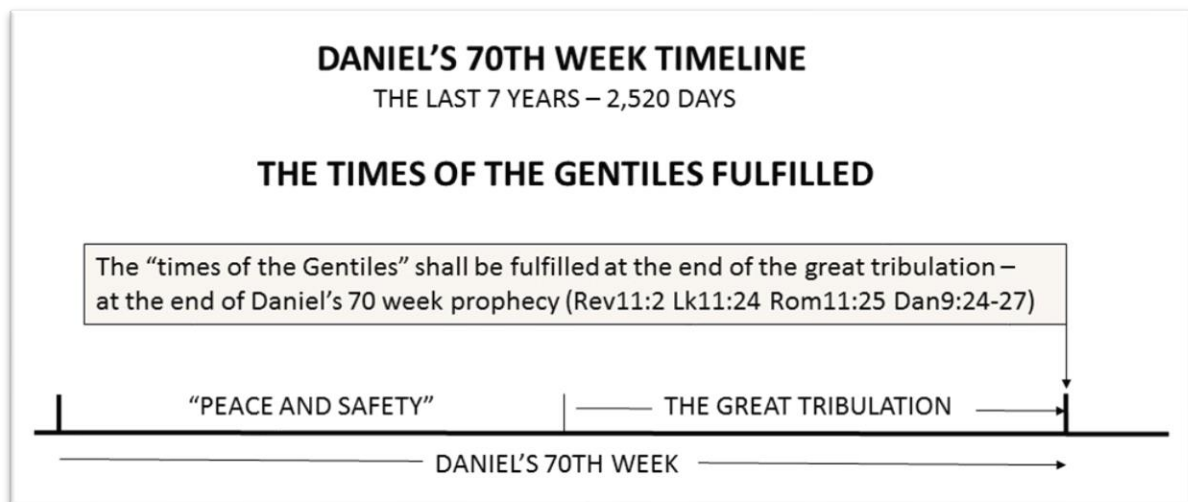 DANIEL’S 70TH WEEK TIMELINE
THE LAST 7 YEARS – 2,520 DAYS
THE TIMES OF THE GENTILES FULFILLED
The “times of the Gentiles” shall be fulfilled at the end of the great tribulation –
at the end of Daniel’s 70 week prophecy (Rev11:2 Lk11:24 Rom11:25 Dan9:24-27)
“PEACE AND SAFETY” THE GREAT TRIBULATION
DANIEL’S 70TH WEEK